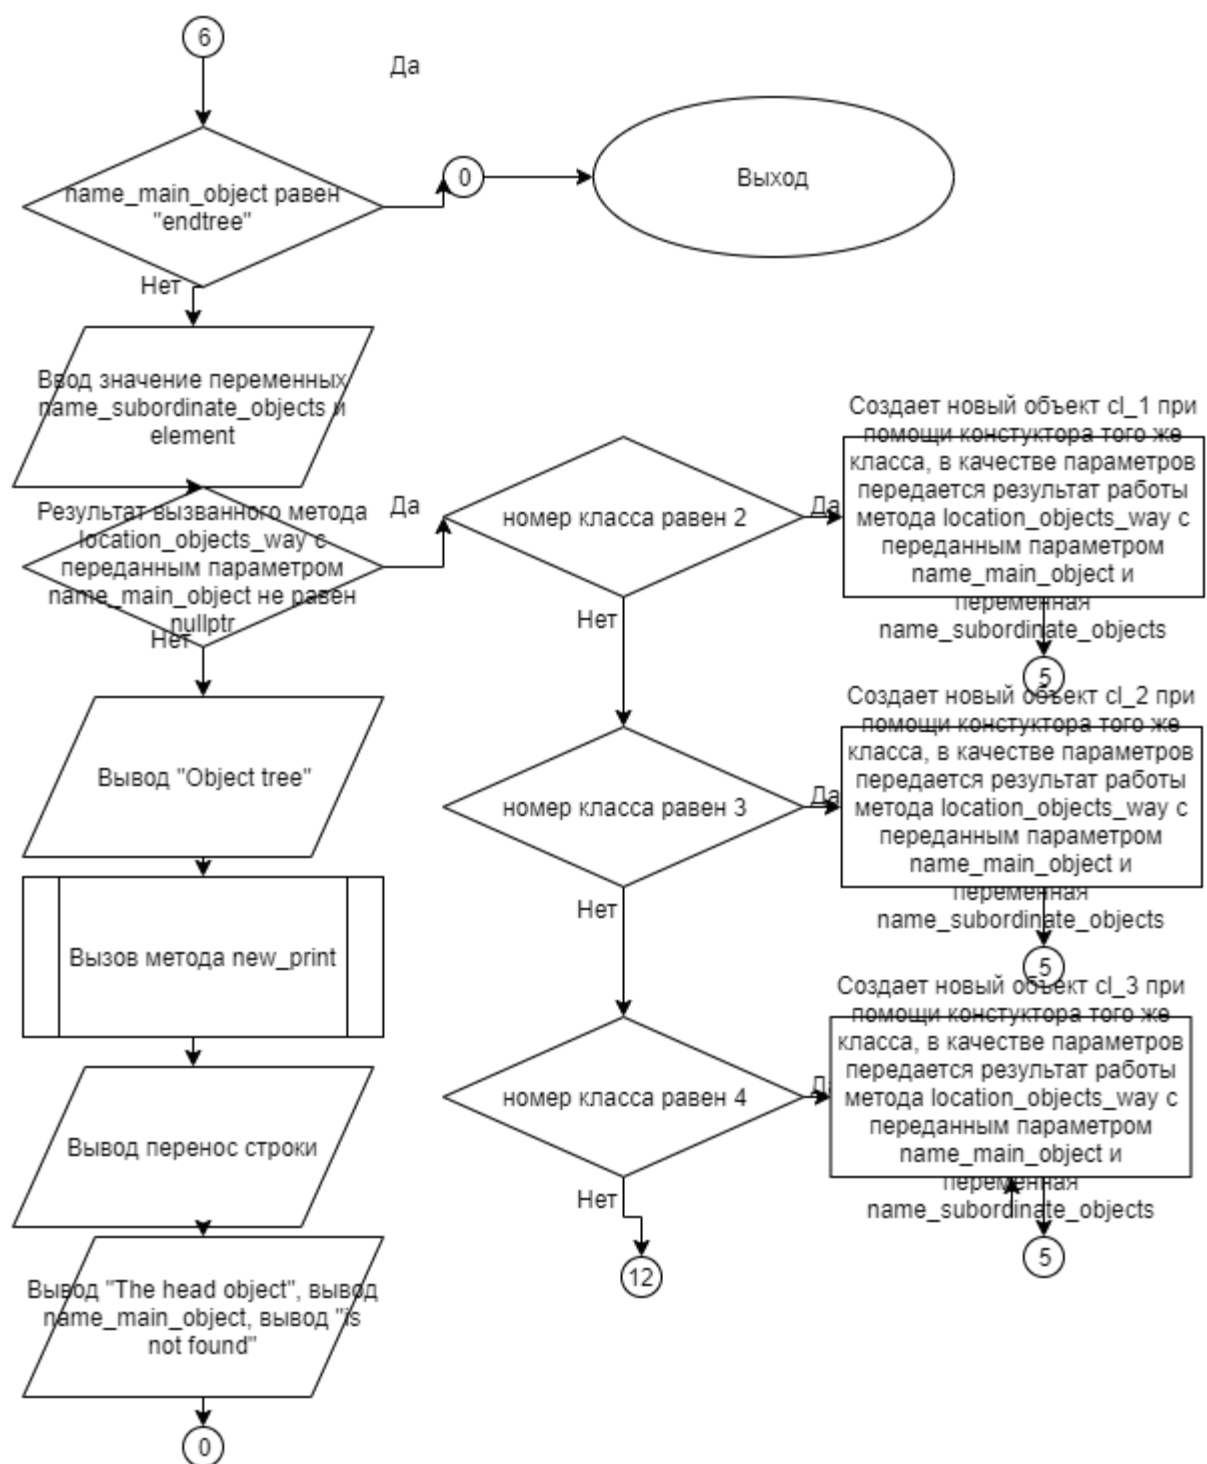 6
Да
name_main_object равен
"endtree"
0
Выход
Нет
Ввод значение переменных
name_subordinate_objects и
element
Результат вызванного метода
location_objects_way с
переданным параметром
name_main_object не равен
nullptr
Да
Нет
номер класса равен 2
Да
Создает новый объект cl_1 при
помощи констуктора того же
класса, в качестве параметров
передается результат работы
метода location_objects_way с
переданным параметром
name_main_object и
переменная
name_subordinate_objects
5
Нет
Вывод "Object tree"
номер класса равен 3
Да
Создает новый объект cl_2 при
помощи констуктора того же
класса, в качестве параметров
передается результат работы
метода location_objects_way с
переданным параметром
name_main_object и
переменная
name_subordinate_objects
5
Нет
Вызов метода new_print
номер класса равен 4
Да
Создает новый объект cl_3 при
помощи констуктора того же
класса, в качестве параметров
передается результат работы
метода location_objects_way с
переданным параметром
name_main_object и
переменная
name_subordinate_objects
5
Нет
12
Вывод перенос строки
Вывод "The head object", вывод
name_main_object, вывод "is
not found"
0